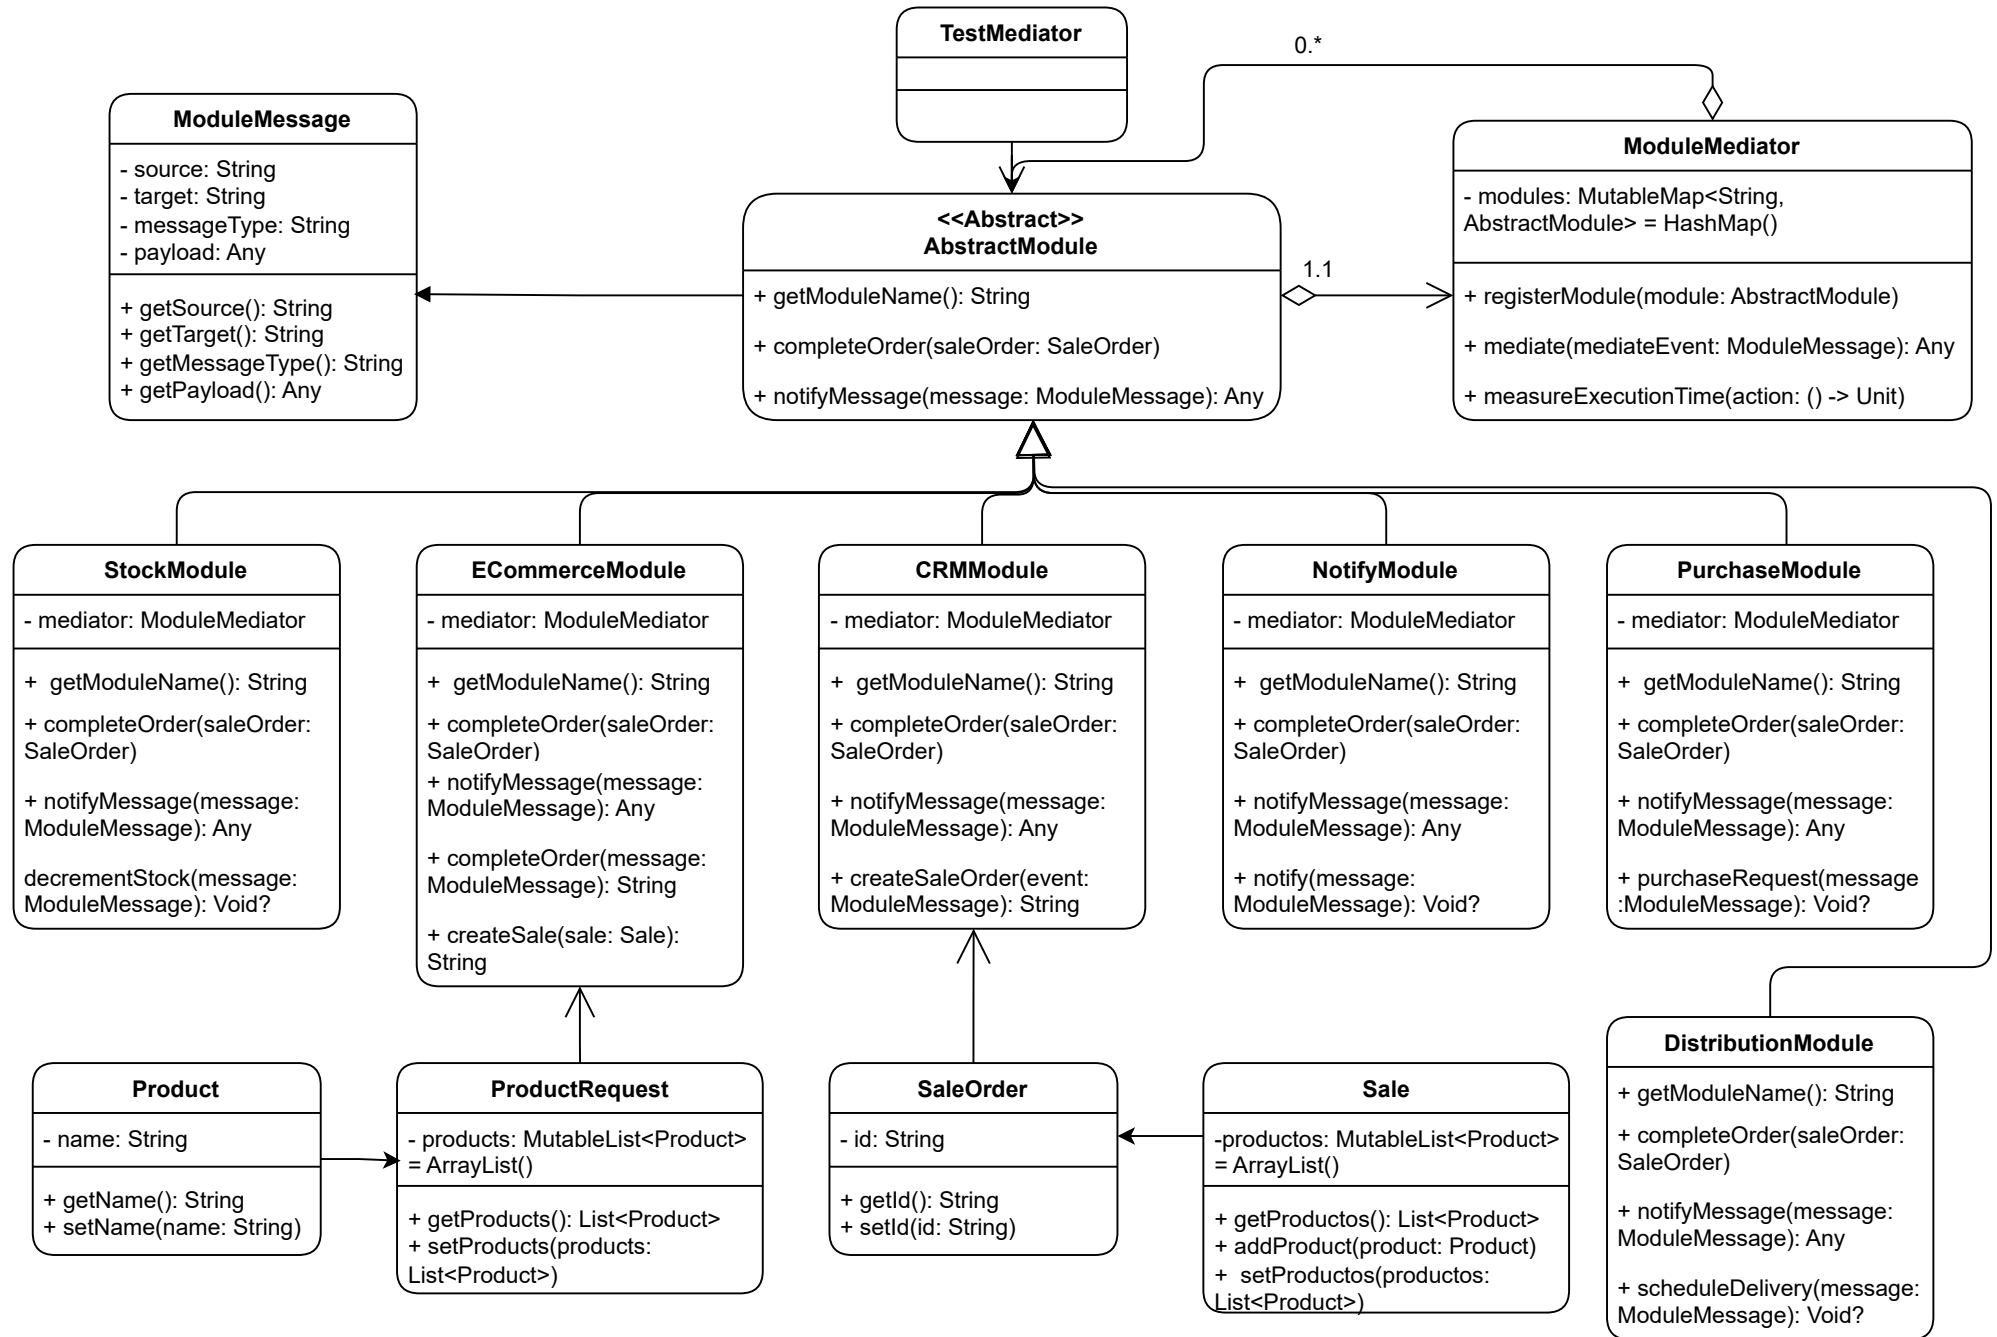 TestMediator
0.*
ModuleMessage
- source: String
- target: String
- messageType: String
- payload: Any
+ getSource(): String
+ getTarget(): String
+ getMessageType(): String
+ getPayload(): Any
<<Abstract>>
AbstractModule
+ getModuleName(): String
+ completeOrder(saleOrder: SaleOrder)
+ notifyMessage(message: ModuleMessage): Any
1.1
ModuleMediator
- modules: MutableMap<String,
AbstractModule> = HashMap()
+ registerModule(module: AbstractModule)
+ mediate(mediateEvent: ModuleMessage): Any
+ measureExecutionTime(action: () -> Unit)
StockModule
- mediator: ModuleMediator
+  getModuleName(): String
+ completeOrder(saleOrder:
SaleOrder)
+ notifyMessage(message:
ModuleMessage): Any
decrementStock(message:
ModuleMessage): Void?
ECommerceModule
- mediator: ModuleMediator
+  getModuleName(): String
+ completeOrder(saleOrder:
SaleOrder)
+ notifyMessage(message:
ModuleMessage): Any
+ completeOrder(message:
ModuleMessage): String
+ createSale(sale: Sale):
String
CRMModule
- mediator: ModuleMediator
+  getModuleName(): String
+ completeOrder(saleOrder:
SaleOrder)
+ notifyMessage(message:
ModuleMessage): Any
+ createSaleOrder(event:
ModuleMessage): String
NotifyModule
- mediator: ModuleMediator
+  getModuleName(): String
+ completeOrder(saleOrder:
SaleOrder)
+ notifyMessage(message:
ModuleMessage): Any
+ notify(message:
ModuleMessage): Void?
PurchaseModule
- mediator: ModuleMediator
+  getModuleName(): String
+ completeOrder(saleOrder:
SaleOrder)
+ notifyMessage(message:
ModuleMessage): Any
+ purchaseRequest(message
:ModuleMessage): Void?
Product
- name: String
+ getName(): String
+ setName(name: String)
ProductRequest
- products: MutableList<Product>
= ArrayList()
+ getProducts(): List<Product>
+ setProducts(products:
List<Product>)
SaleOrder
- id: String
+ getId(): String
+ setId(id: String)
Sale
-productos: MutableList<Product>
= ArrayList()
+ getProductos(): List<Product>
+ addProduct(product: Product)
+  setProductos(productos:
List<Product>)
DistributionModule
+ getModuleName(): String
+ completeOrder(saleOrder:
SaleOrder)
+ notifyMessage(message:
ModuleMessage): Any
+ scheduleDelivery(message:
ModuleMessage): Void?